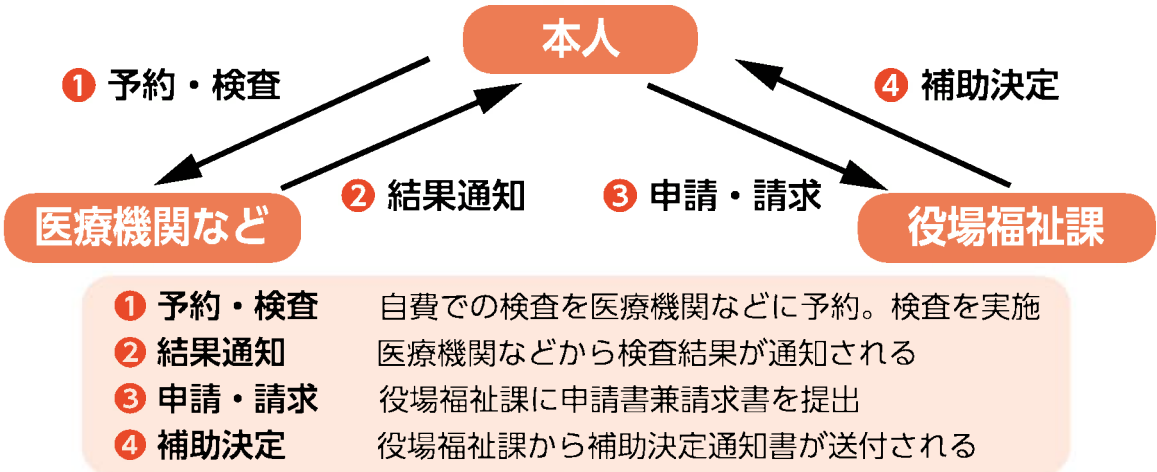 本人
❶ 予約・検査
❹ 補助決定
❷ 結果通知
❸ 申請・請求
医療機関など
役場福祉課
❶ 予約・検査 自費での検査を医療機関などに予約。検査を実施
❷ 結果通知 医療機関などから検査結果が通知される
❸ 申請・請求 役場福祉課に申請書兼請求書を提出
❹ 補助決定 役場福祉課から補助決定通知書が送付される